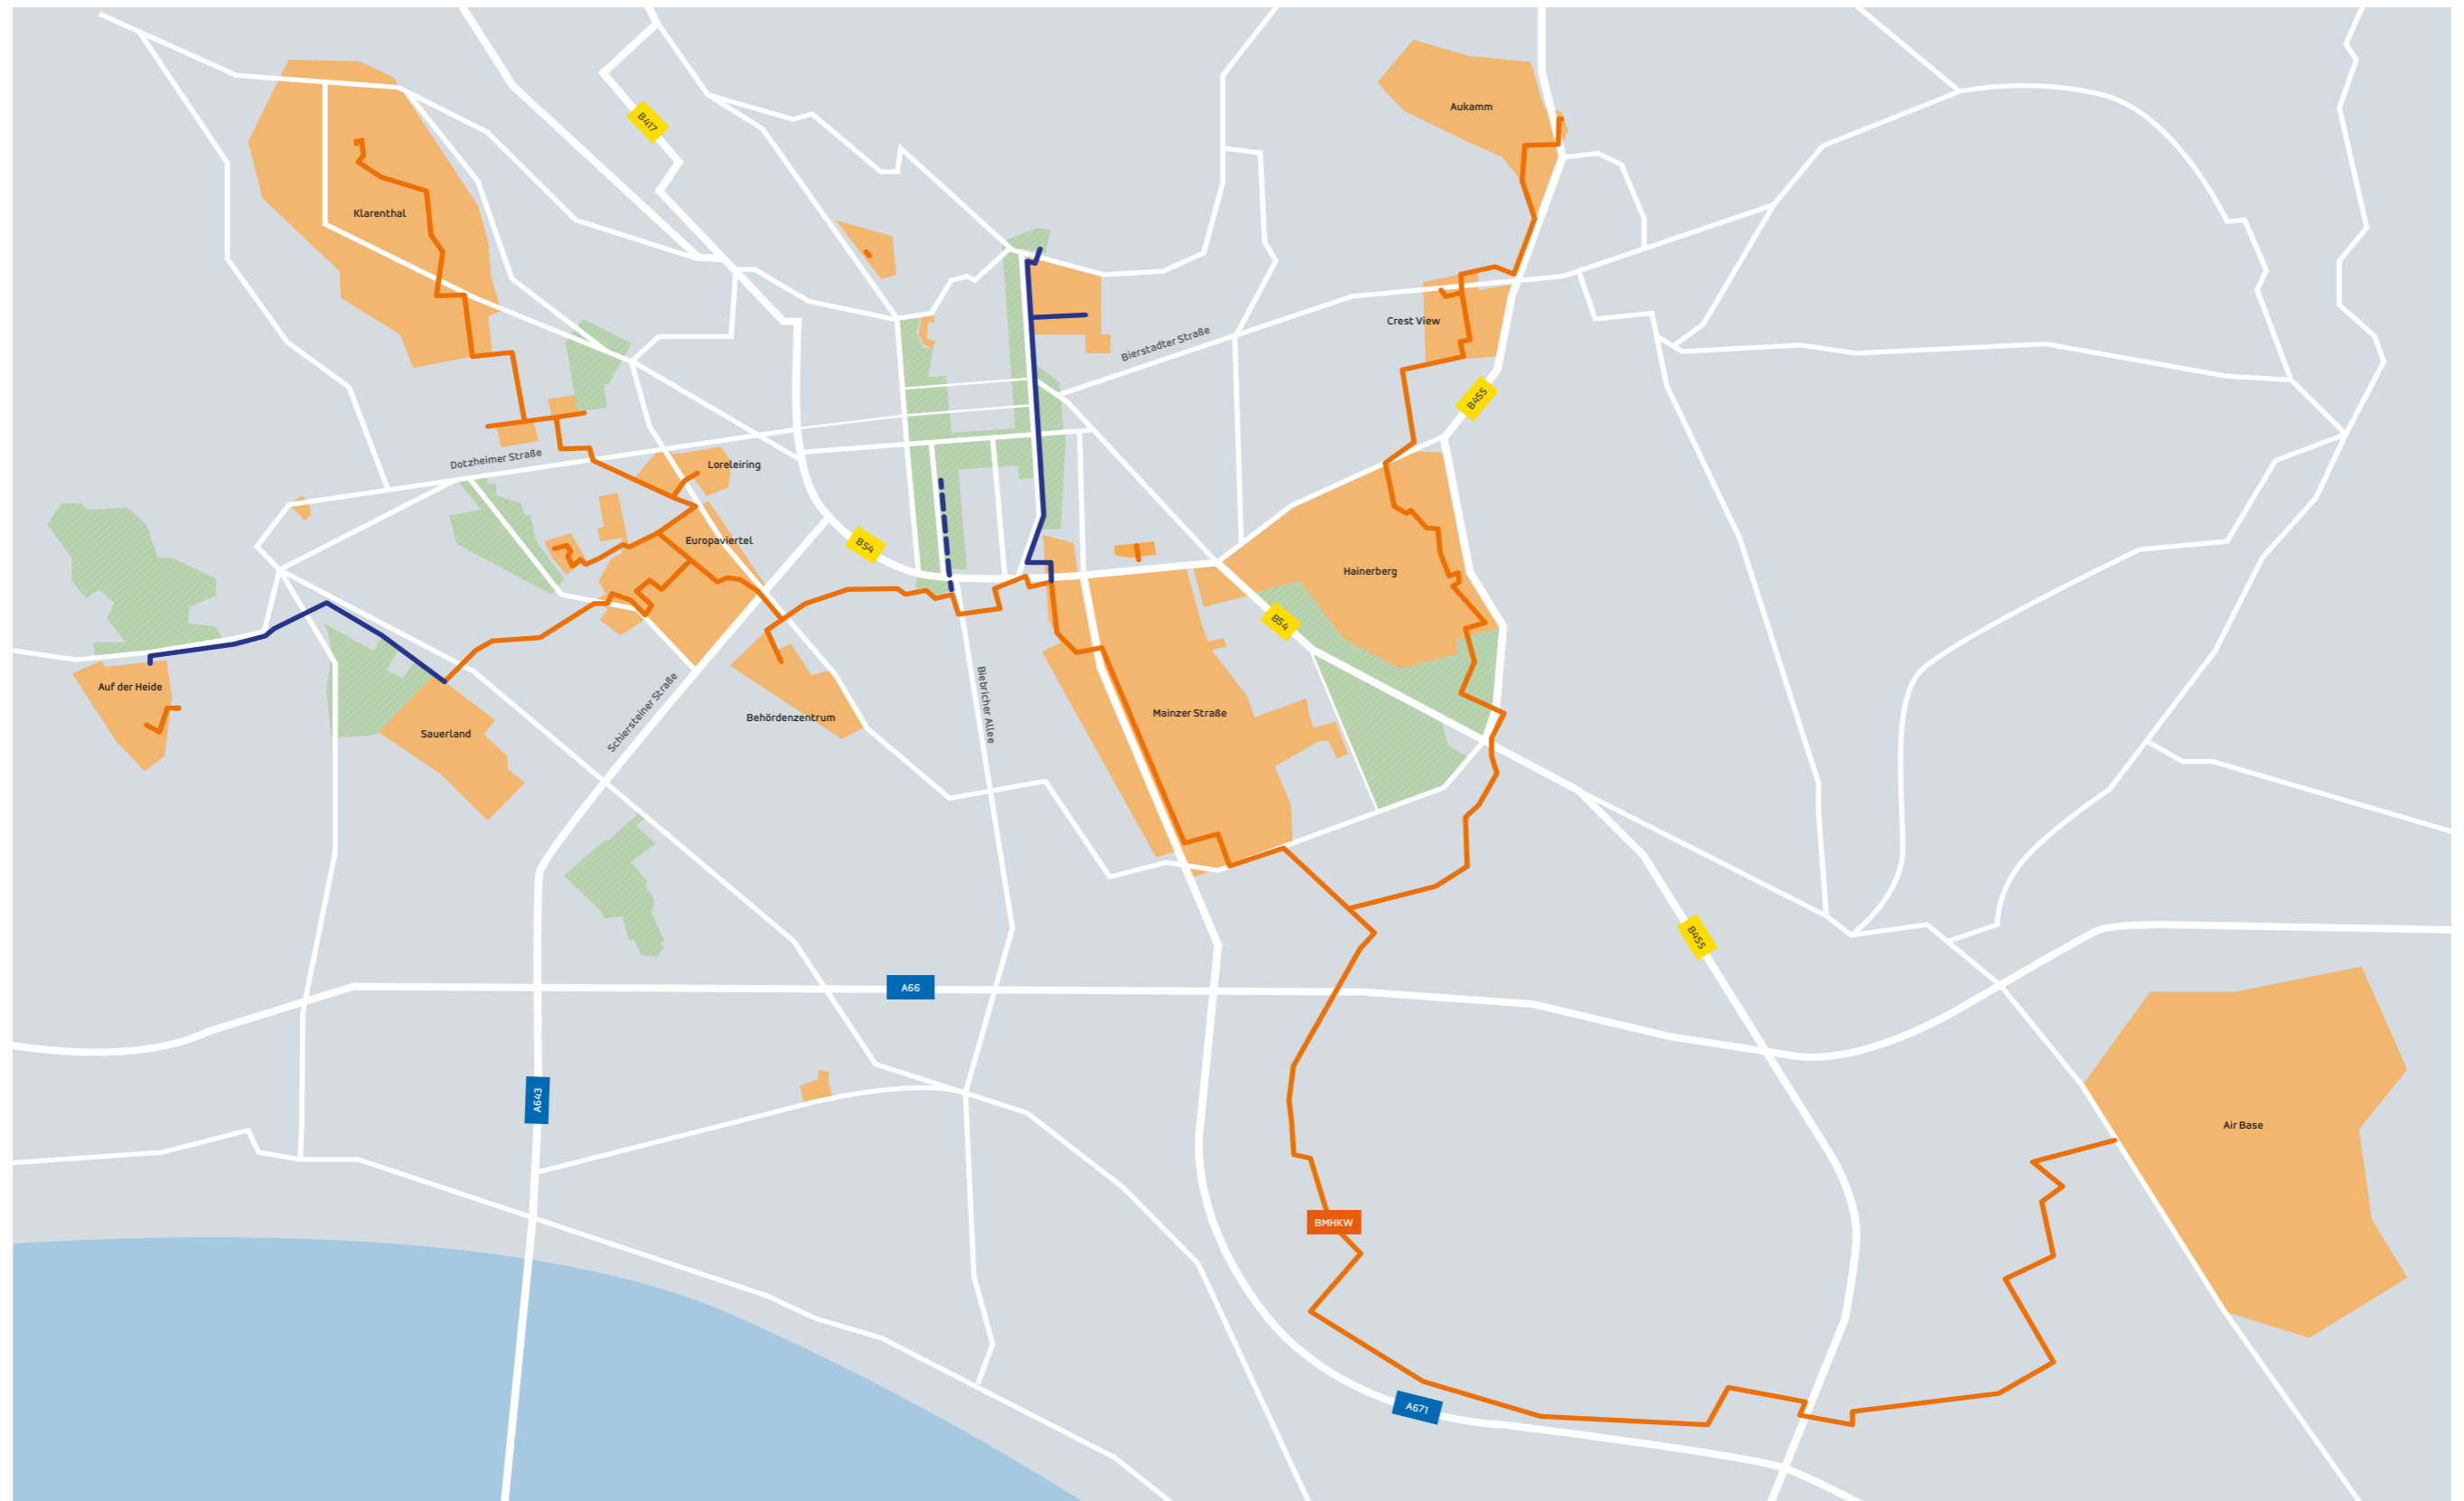 Aukamm
B417
Klarenthal
Crest View
Bierstadter Straße
B455
Dotzheimer Straße
Loreleiring
Europaviertel
B54
Hainerberg
B54
Auf der Heide
Sauerland
Schiersteiner Straße
Behördenzentrum
Biebricher Allee
Mainzer Straße
B455
A66
A643
Air Base
BMHKW
A671